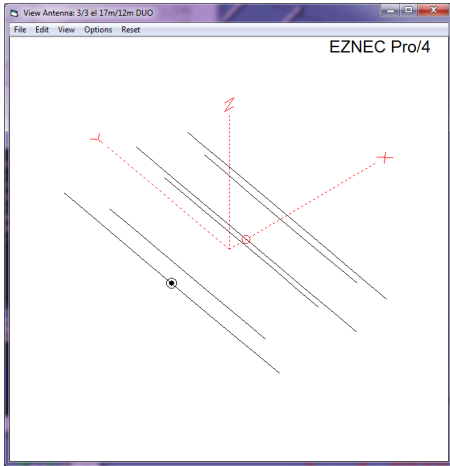 View Antenna: 3/3 el 17m/12m DUO
File Edit View Options Reset
EZNEC Pro/4
Z
Y
X